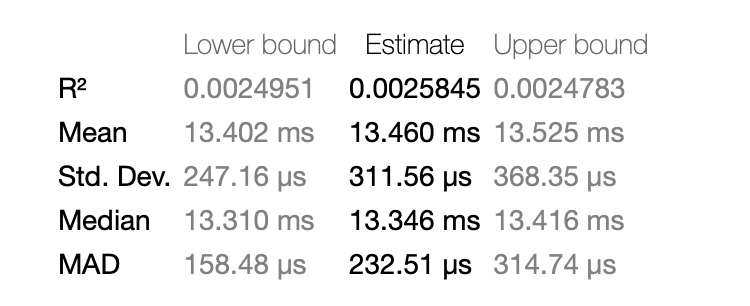 Lower bound Estimate Upper bound
R² 0.0024951 0.0025845 0.0024783
Mean 13.402 ms 13.460 ms 13.525 ms
Std. Dev. 247.16 µs 311.56 µs 368.35 µs
Median 13.310 ms 13.346 ms 13.416 ms
MAD 158.48 µs 232.51 µs 314.74 µs